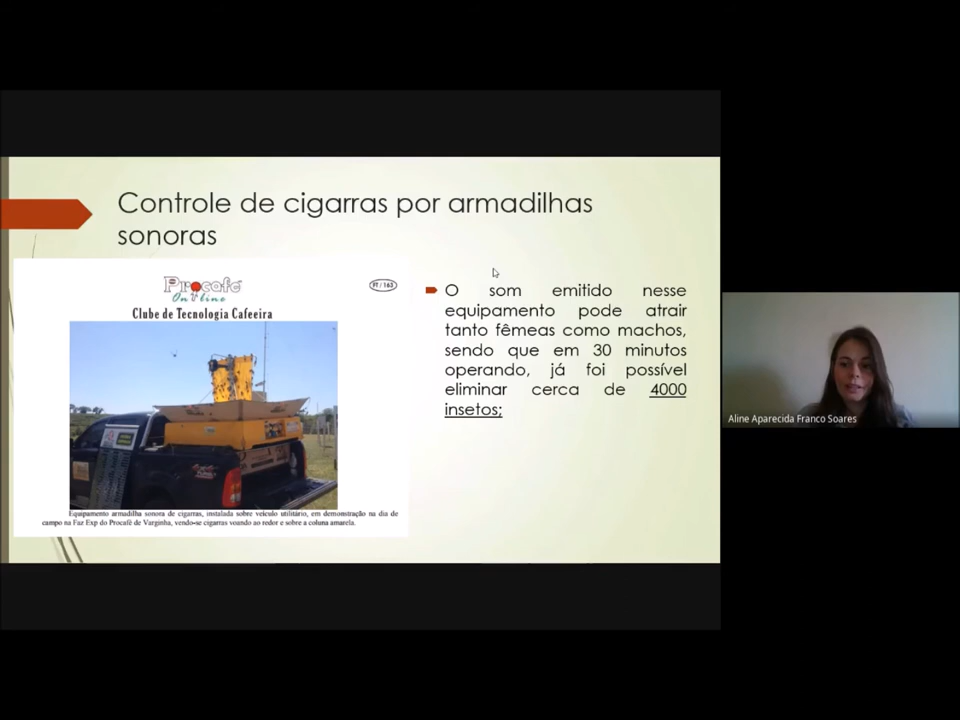 Controle de cigarras por armadilhas
sonoras
Procafé
On line
PT / 163
Clube de Tecnologia Cafeeira
Equipamento armadilha sonora de cigarras, instalada sobre veículo utilitário, em demonstração na dia de
campo na Faz Exp do Procafé de Varginha, vendo-se cigarras voando ao redor e sobre a coluna amarela.
O som emitido nesse
equipamento pode atrair
tanto fêmeas como machos,
sendo que em 30 minutos
operando, já foi possível
eliminar cerca de 4000
insetos;
Aline Aparecida Franco Soares